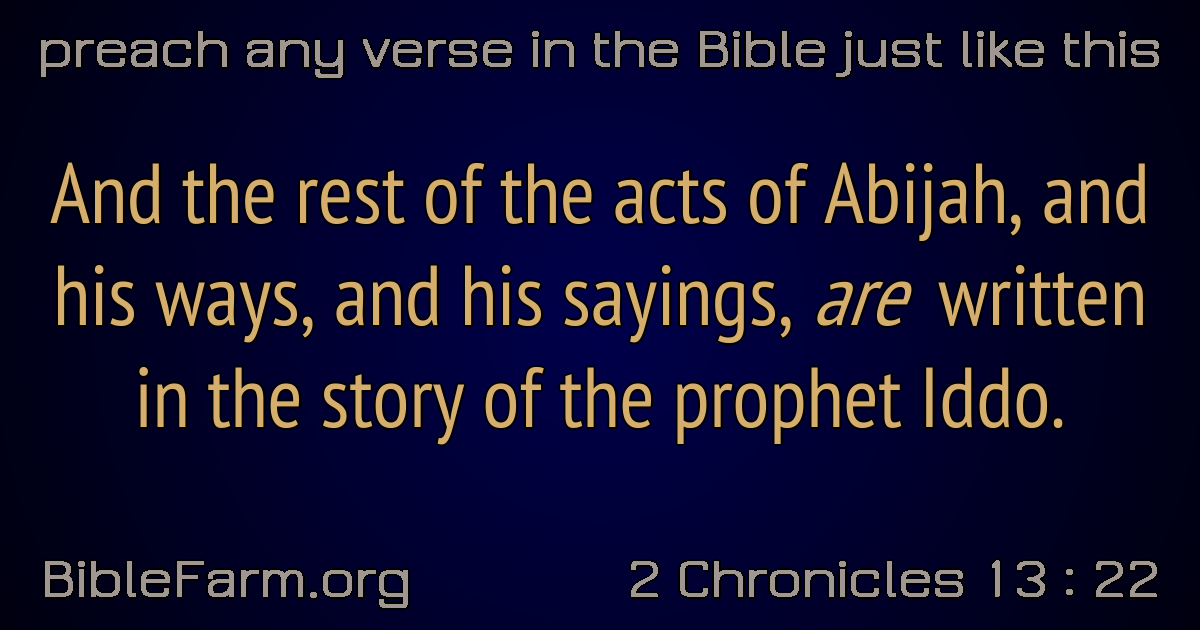 preach any verse in the Bible just like this
And the rest of the acts of Abijah, and
his ways, and his sayings, are written
in the story of the prophet Iddo.
BibleFarm.org
2 Chronicles 13 : 22